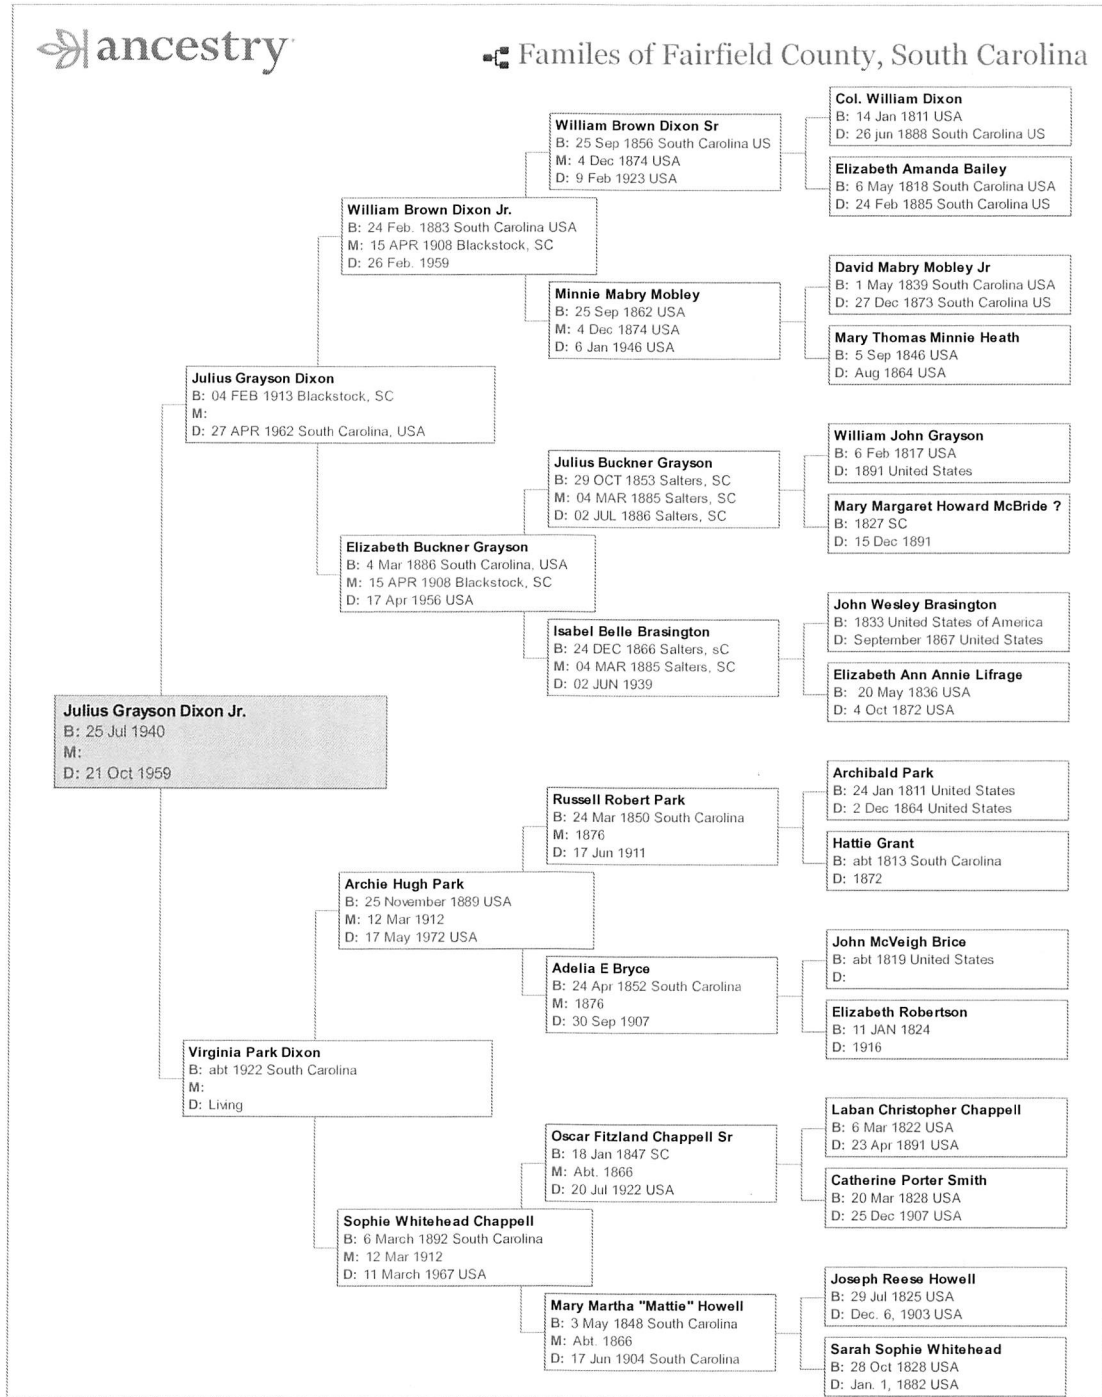 ancestry
Familes of Fairfield County, South Carolina
Col. William Dixon
B: 14 Jan 1811 USA
D: 26 jun 1888 South Carolina US
William Brown Dixon Sr
B: 25 Sep 1856 South Carolina US
M: 4 Dec 1874 USA
D: 9 Feb 1923 USA
Elizabeth Amanda Bailey
B: 6 May 1818 South Carolina USA
D: 24 Feb 1885 South Carolina US
William Brown Dixon Jr.
B: 24 Feb. 1883 South Carolina USA
M: 15 APR 1908 Blackstock, SC
D: 26 Feb. 1959
David Mabry Mobley Jr
B: 1 May 1839 South Carolina USA
D: 27 Dec 1873 South Carolina US
Minnie Mabry Mobley
B: 25 Sep 1862 USA
M: 4 Dec 1874 USA
D: 6 Jan 1946 USA
Mary Thomas Minnie Heath
B: 5 Sep 1846 USA
D: Aug 1864 USA
Julius Grayson Dixon
B: 04 FEB 1913 Blackstock, SC
M:
D: 27 APR 1962 South Carolina, USA
William John Grayson
B: 6 Feb 1817 USA
D: 1891 United States
Julius Buckner Grayson
B: 29 OCT 1853 Salters, SC
M: 04 MAR 1885 Salters, SC
D: 02 JUL 1886 Salters, SC
Mary Margaret Howard McBride ?
B: 1827 SC
D: 15 Dec 1891
Elizabeth Buckner Grayson
B: 4 Mar 1886 South Carolina, USA
M: 15 APR 1908 Blackstock, SC
D: 17 Apr 1956 USA
John Wesley Brasington
B: 1833 United States of America
D: September 1867 United States
Isabel Belle Brasington
B: 24 DEC 1866 Salters, sC
M: 04 MAR 1885 Salters, SC
D: 02 JUN 1939
Elizabeth Ann Annie Lifrage
B: 20 May 1836 USA
D: 4 Oct 1872 USA
Julius Grayson Dixon Jr.
B: 25 Jul 1940
M:
D: 21 Oct 1959
Archibald Park
B: 24 Jan 1811 United States
D: 2 Dec 1864 United States
Russell Robert Park
B: 24 Mar 1850 South Carolina
M: 1876
D: 17 Jun 1911
Hattie Grant
B: abt 1813 South Carolina
D: 1872
Archie Hugh Park
B: 25 November 1889 USA
M: 12 Mar 1912
D: 17 May 1972 USA
John McVeigh Brice
B: abt 1819 United States
D:
Adelia E Bryce
B: 24 Apr 1852 South Carolina
M: 1876
D: 30 Sep 1907
Elizabeth Robertson
B: 11 JAN 1824
D: 1916
Virginia Park Dixon
B: abt 1922 South Carolina
M:
D: Living
Laban Christopher Chappell
B: 6 Mar 1822 USA
D: 23 Apr 1891 USA
Oscar Fitzland Chappell Sr
B: 18 Jan 1847 SC
M: Abt. 1866
D: 20 Jul 1922 USA
Catherine Porter Smith
B: 20 Mar 1828 USA
D: 25 Dec 1907 USA
Sophie Whitehead Chappell
B: 6 March 1892 South Carolina
M: 12 Mar 1912
D: 11 March 1967 USA
Joseph Reese Howell
B: 29 Jul 1825 USA
D: Dec. 6, 1903 USA
Mary Martha "Mattie" Howell
B: 3 May 1848 South Carolina
M: Abt. 1866
D: 17 Jun 1904 South Carolina
Sarah Sophie Whitehead
B: 28 Oct 1828 USA
D: Jan. 1, 1882 USA